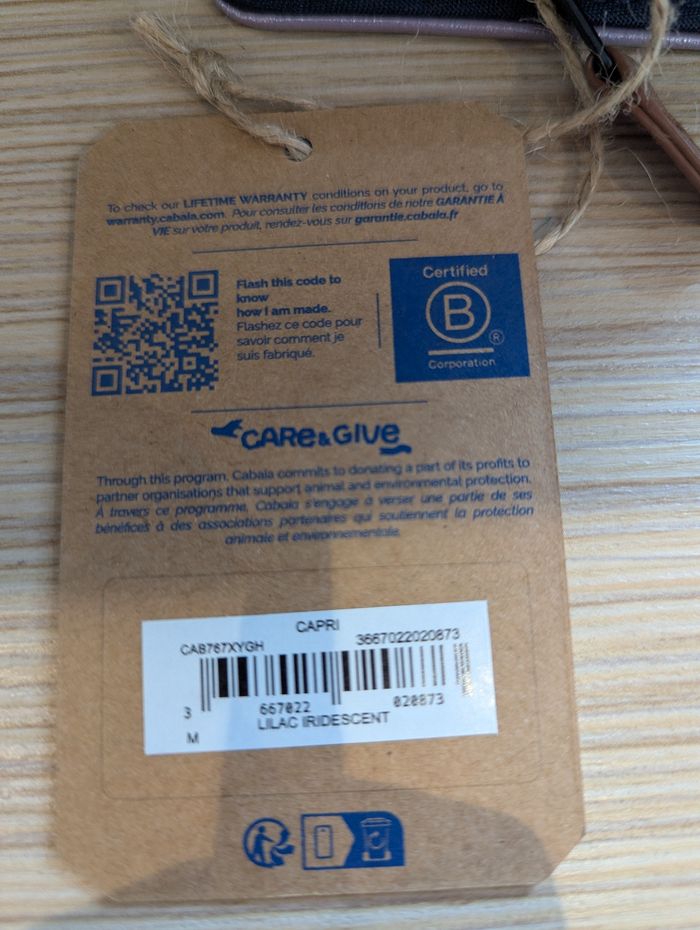 To check our LIFETIME WARRANTY conditions on your product, go to
warranty.cabaia.com. Pour consulter les conditions de notre GARANTIE À
VIE sur votre produit, rendez-vous sur garantie.cabaia.fr
Flash this code to
know
how I am made.
Flashez ce code pour
savoir comment je
suis fabriqué.
Certified
B
®
Corporation
CARe & GIVe
Through this program, Cabaia commits to donating a part of its profits to
partner organisations that support animal and environmental protection.
À travers ce programme, Cabaia s'engage à verser une partie de ses
bénéfices à des associations partenaires qui soutiennent la protection
animale et environnementale.
CAPRI
CAB767XYGH 3667022020873
3 667022 020873
LILAC IRIDESCENT
M